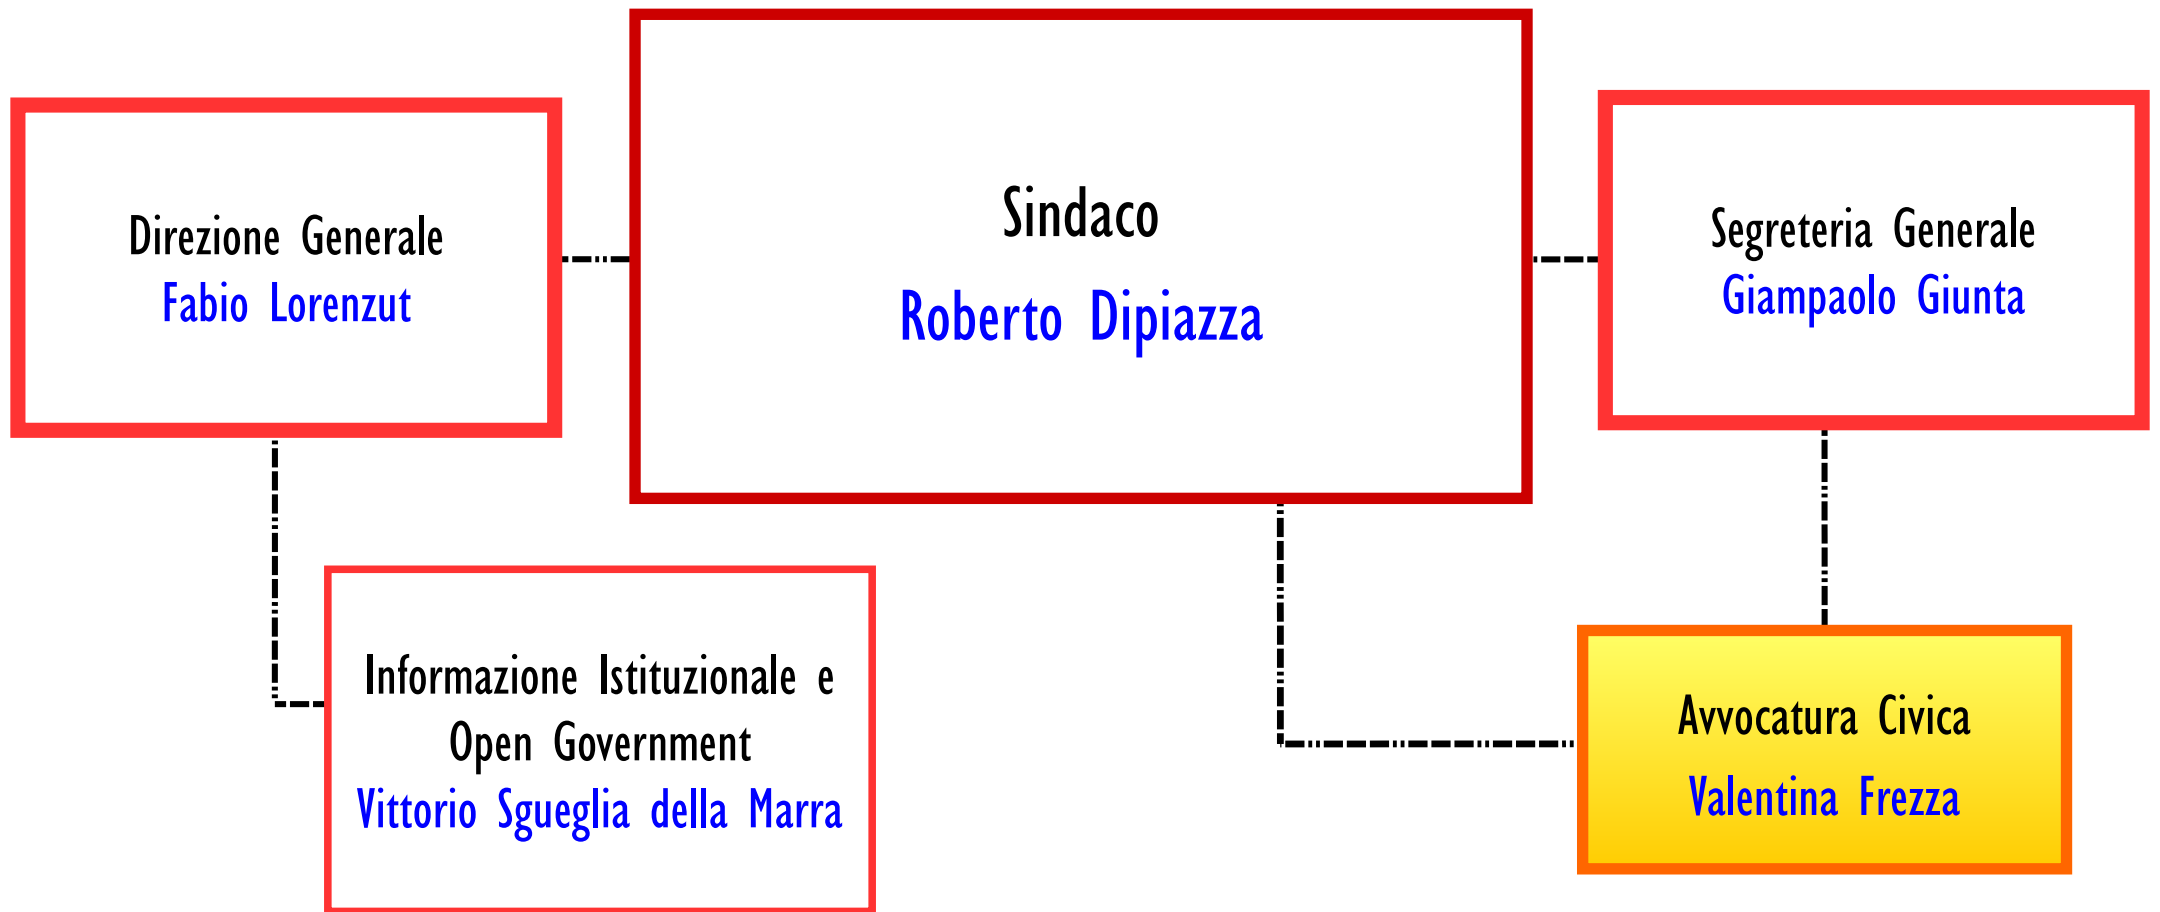 Direzione Generale
Fabio Lorenzut
Sindaco
Roberto Dipiazza
Segreteria Generale
Giampaolo Giunta
Informazione Istituzionale e
Open Government
Vittorio Sgueglia della Marra
Avvocatura Civica
Valentina Frezza